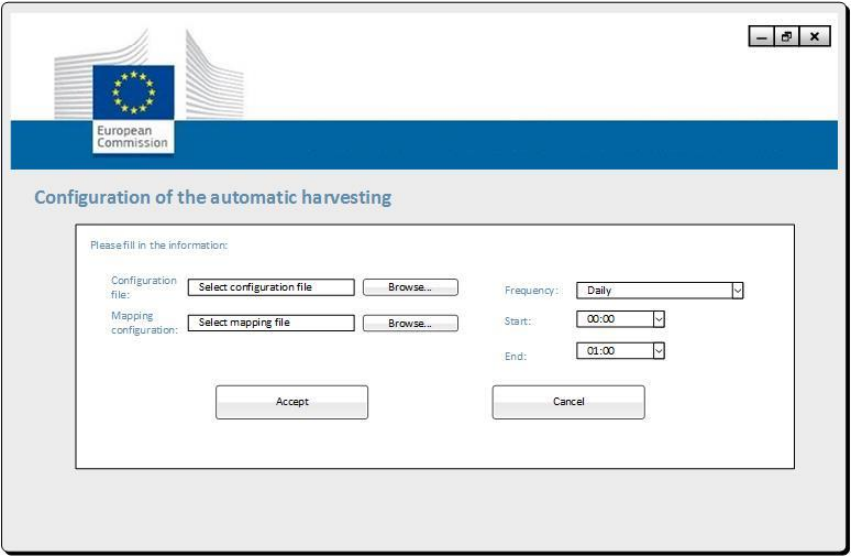 European
Commission
Configuration of the automatic harvesting
Please fill in the information:
Configuration
file:
Select configuration file
Browse...
Frequency:
Daily
Mapping
configuration:
Select mapping file
Browse...
Start:
00:00
End:
01:00
Accept
Cancel